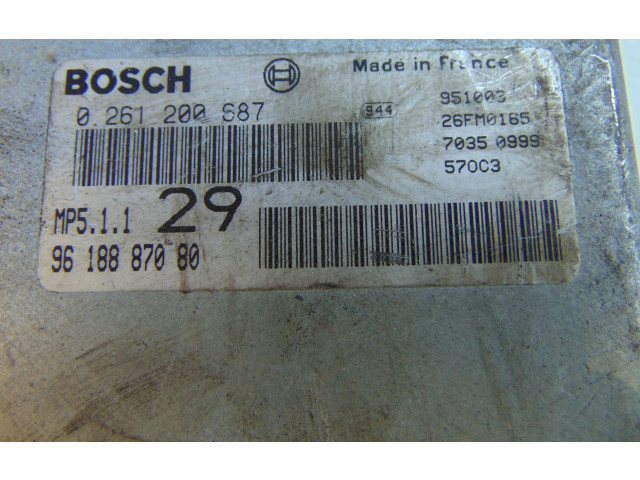 BOSCH
Made in France
0 261 200 687
944
951003
26FM0165
7035 0999
570C3
MP5.1.1
29
96 188 870 80